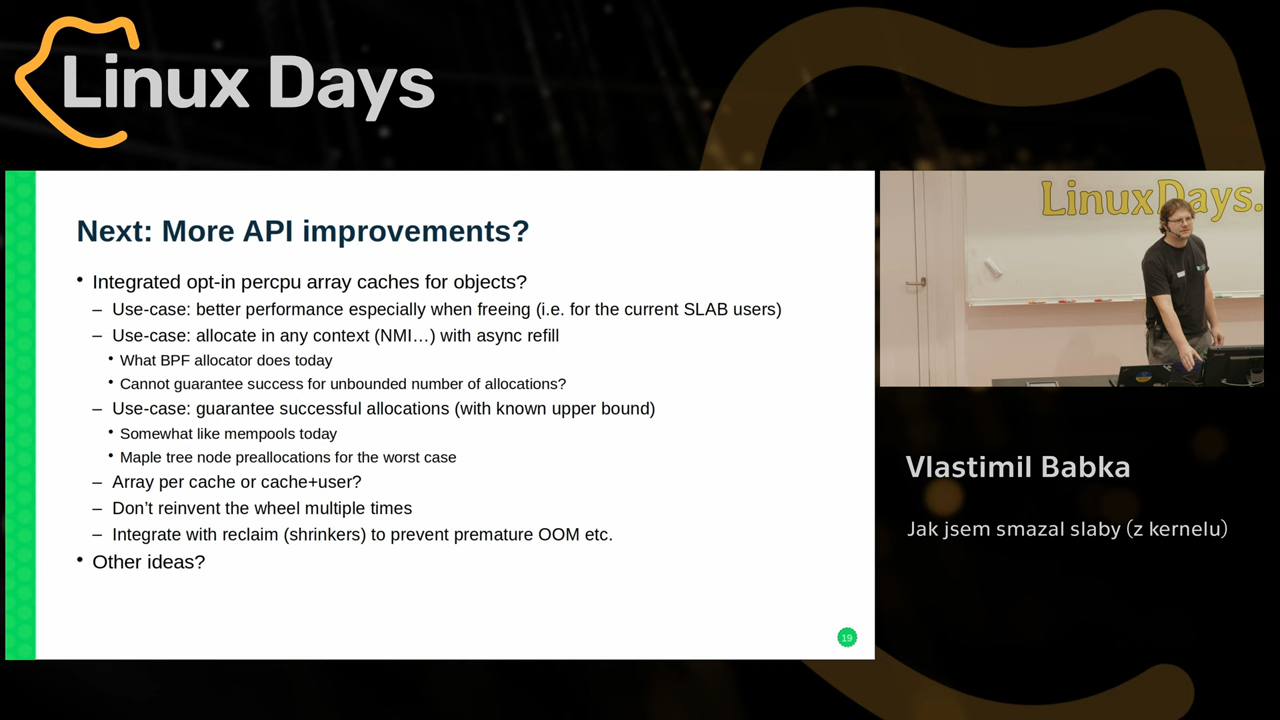 Linux Days
Next: More API improvements?
• Integrated opt-in percpu array caches for objects?
– Use-case: better performance especially when freeing (i.e. for the current SLAB users)
– Use-case: allocate in any context (NMI…) with async refill
• What BPF allocator does today
• Cannot guarantee success for unbounded number of allocations?
– Use-case: guarantee successful allocations (with known upper bound)
• Somewhat like mempools today
• Maple tree node preallocations for the worst case
– Array per cache or cache+user?
– Don’t reinvent the wheel multiple times
– Integrate with reclaim (shrinkers) to prevent premature OOM etc.
• Other ideas?
19
LinuxDays.
Vlastimil Babka
Jak jsem smazal slaby (z kernelu)